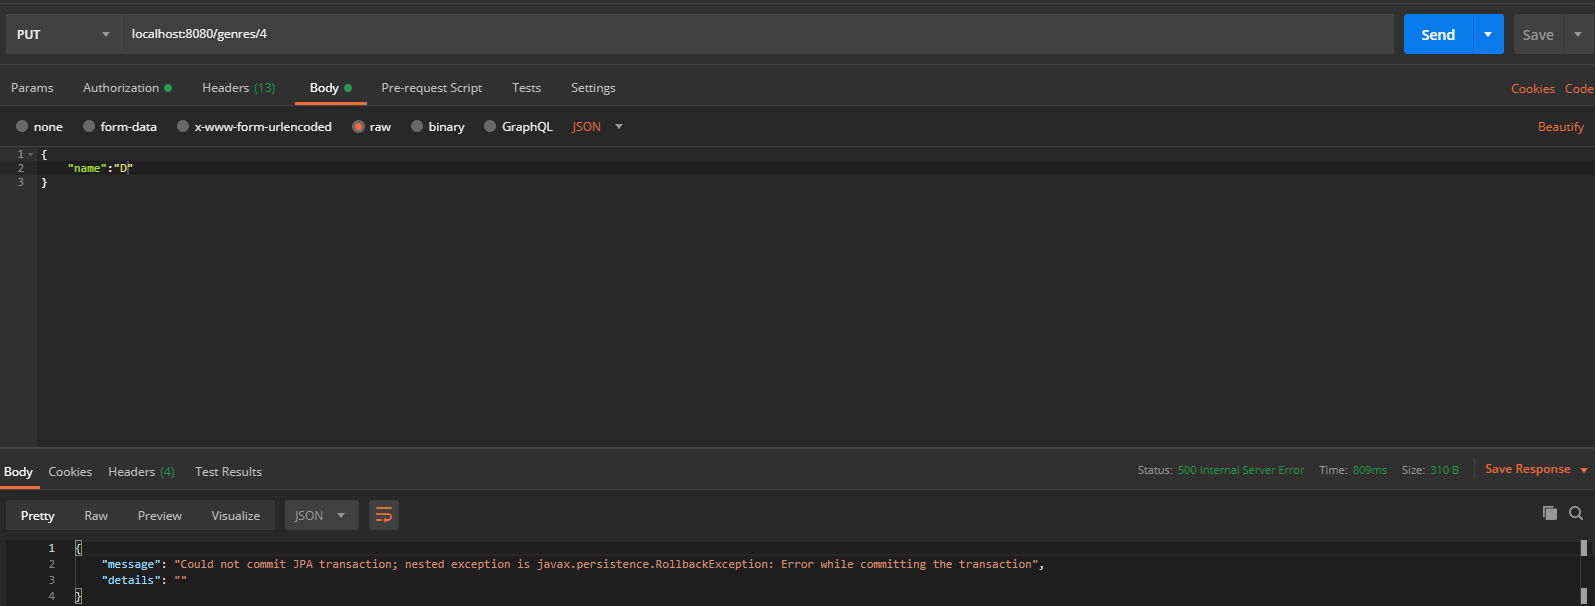 PUT localhost:8080/genres/4 Send Save
Params Authorization Headers (13) Body Pre-request Script Tests Settings Cookies Code
none form-data x-www-form-urlencoded raw binary GraphQL JSON Beautify
1 {
2 "name":"D"
3 }
Body Cookies Headers (4) Test Results Status: 500 Internal Server Error Time: 809ms Size: 310 B Save Response
Pretty Raw Preview Visualize JSON
1 {
2 "message": "Could not commit JPA transaction; nested exception is javax.persistence.RollbackException: Error while committing the transaction",
3 "details": ""
4 }